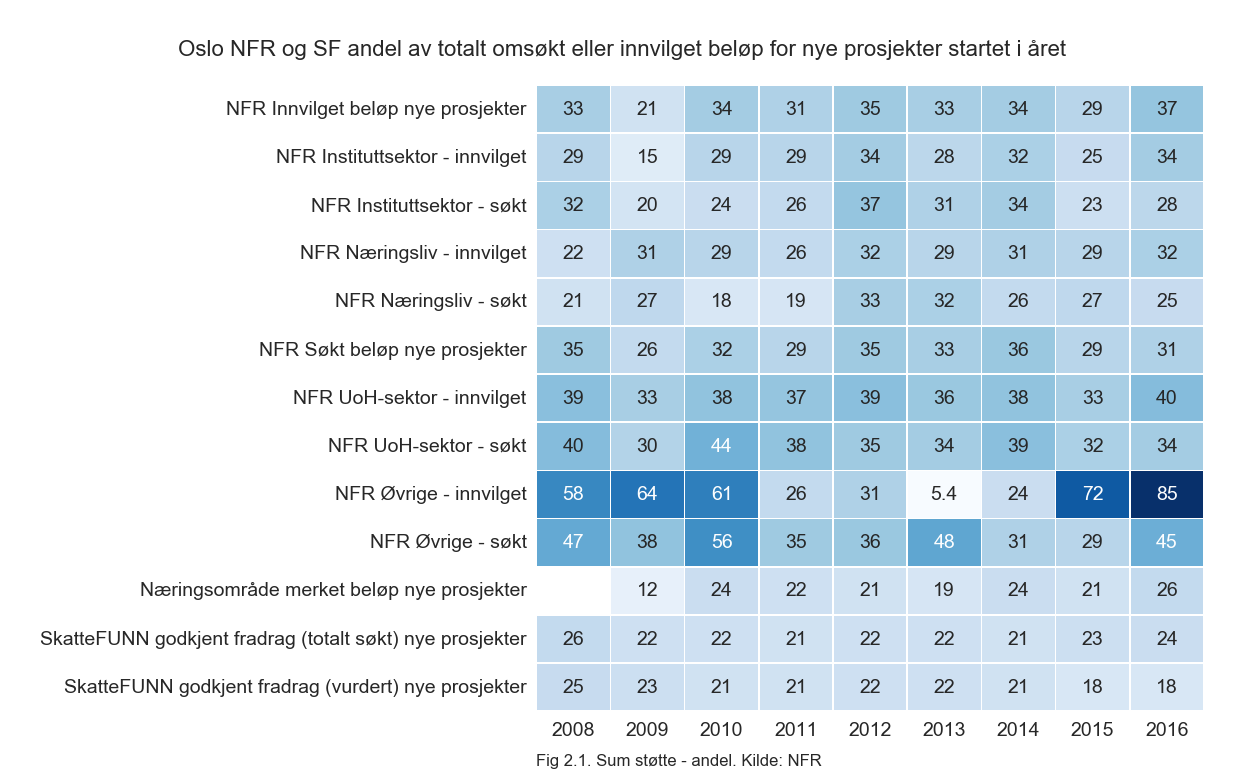 Oslo NFR og SF andel av totalt omsøkt eller innvilget beløp for nye prosjekter startet i året
NFR Innvilget beløp nye prosjekter 33 21 34 31 35 33 34 29 37
NFR Instituttsektor - innvilget 29 15 29 29 34 28 32 25 34
NFR Instituttsektor - søkt 32 20 24 26 37 31 34 23 28
NFR Næringsliv - innvilget 22 31 29 26 32 29 31 29 32
NFR Næringsliv - søkt 21 27 18 19 33 32 26 27 25
NFR Søkt beløp nye prosjekter 35 26 32 29 35 33 36 29 31
NFR UoH-sektor - innvilget 39 33 38 37 39 36 38 33 40
NFR UoH-sektor - søkt 40 30 44 38 35 34 39 32 34
NFR Øvrige - innvilget 58 64 61 26 31 5.4 24 72 85
NFR Øvrige - søkt 47 38 56 35 36 48 31 29 45
Næringsområde merket beløp nye prosjekter 12 24 22 21 19 24 21 26
SkatteFUNN godkjent fradrag (totalt søkt) nye prosjekter 26 22 22 21 22 22 21 23 24
SkatteFUNN godkjent fradrag (vurdert) nye prosjekter 25 23 21 21 22 22 21 18 18
2008 2009 2010 2011 2012 2013 2014 2015 2016
Fig 2.1. Sum støtte - andel. Kilde: NFR